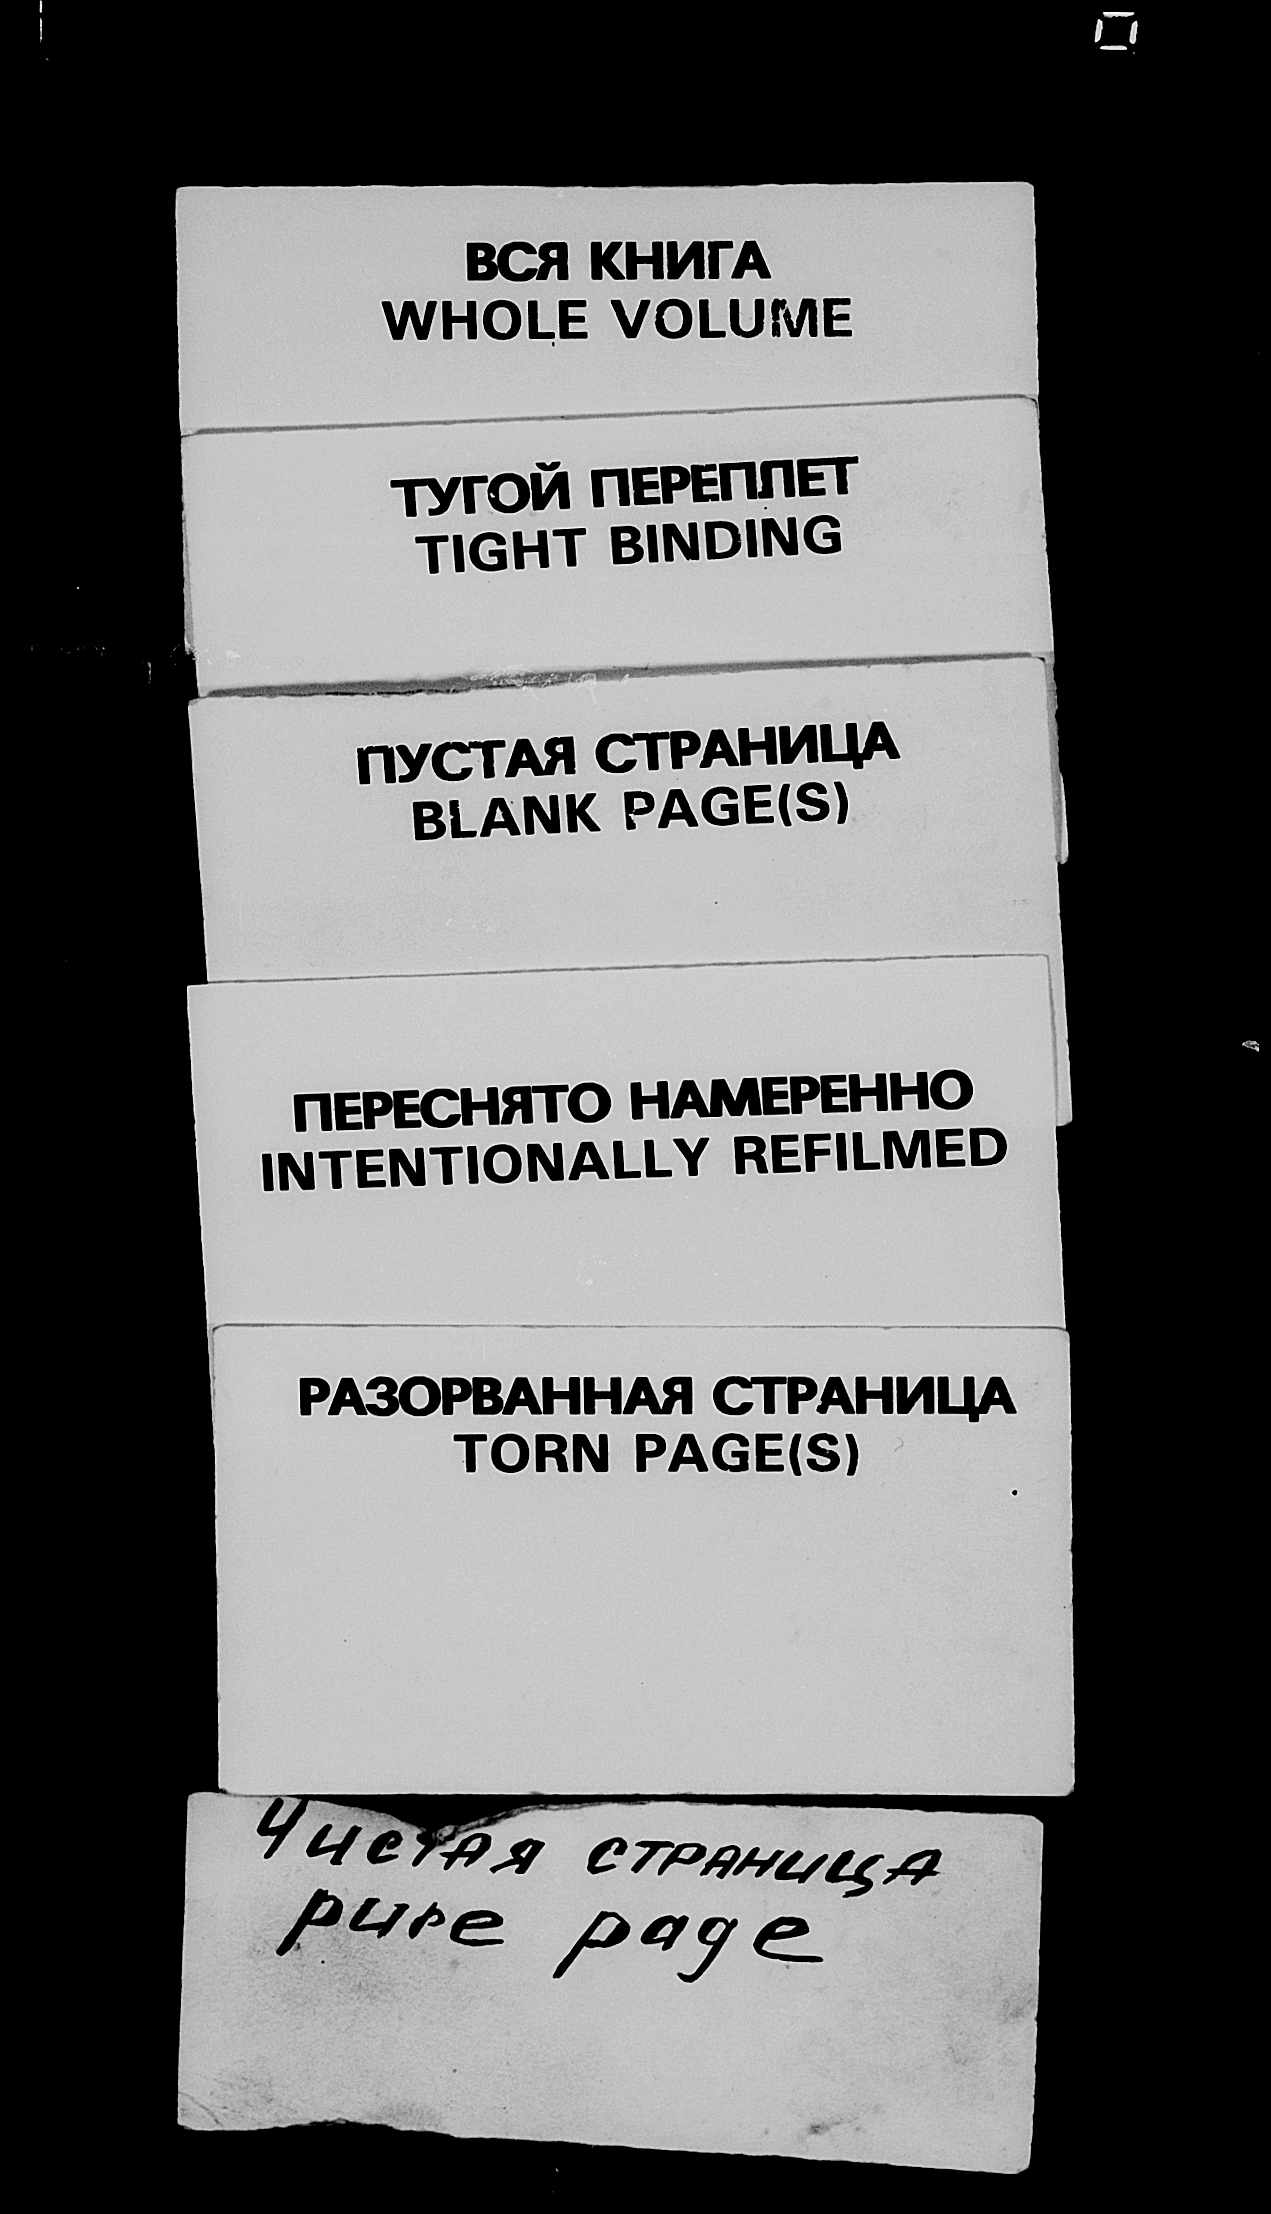 ВСЯ КНИГА
WHOLE VOLUME
ТУГОЙ ПЕРЕПЛЕТ
TIGHT BINDING
ПУСТАЯ СТРАНИЦА
BLANK PAGE(S)
ПЕРЕСНЯТО НАМЕРЕННО
INTENTIONALLY REFILMED
РАЗОРВАННАЯ СТРАНИЦА
TORN PAGE(S)
Чистая страница
pure page